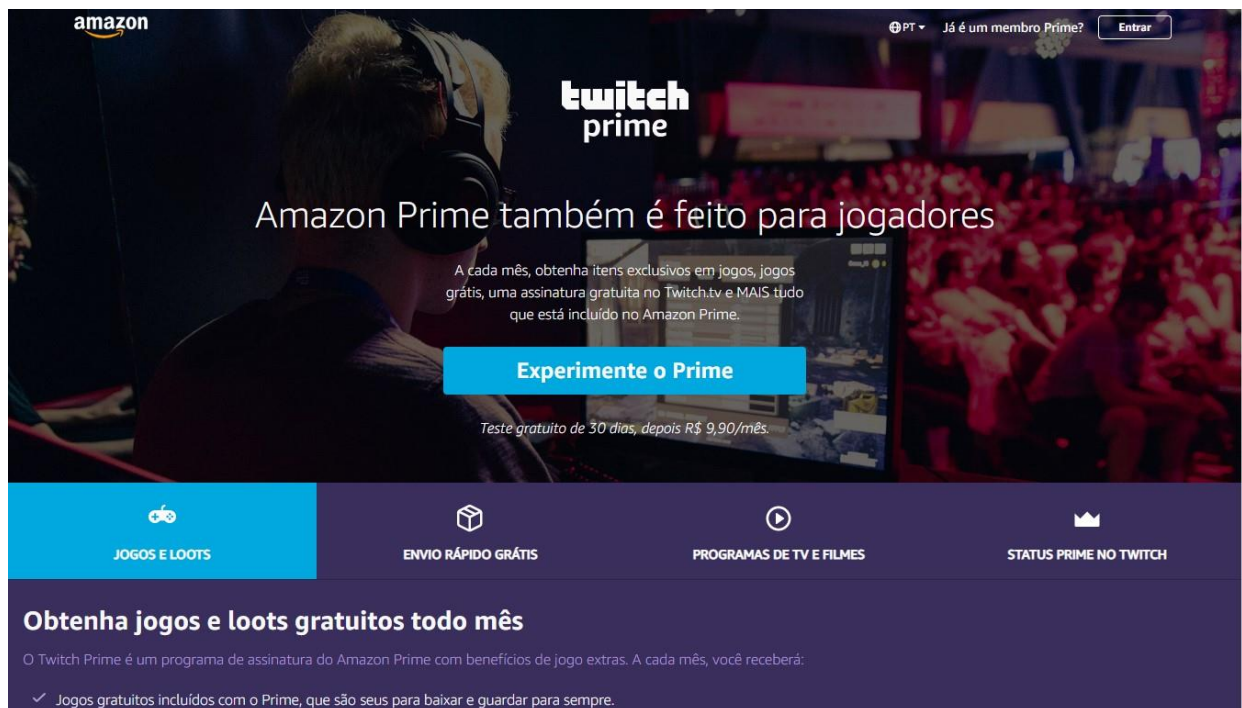 amazon
PT
Já é um membro Prime?
Entrar
twitch
prime
Amazon Prime também é feito para jogadores
A cada mês, obtenha itens exclusivos em jogos, jogos
grátis, uma assinatura gratuita no Twitch.tv e MAIS tudo
que está incluído no Amazon Prime.
Experimente o Prime
Teste gratuito de 30 dias, depois R$ 9,90/mês.
JOGOS E LOOTS
ENVIO RÁPIDO GRÁTIS
PROGRAMAS DE TV E FILMES
STATUS PRIME NO TWITCH
Obtenha jogos e loots gratuitos todo mês
O Twitch Prime é um programa de assinatura do Amazon Prime com benefícios de jogo extras. A cada mês, você receberá:
Jogos gratuitos incluídos com o Prime, que são seus para baixar e guardar para sempre.